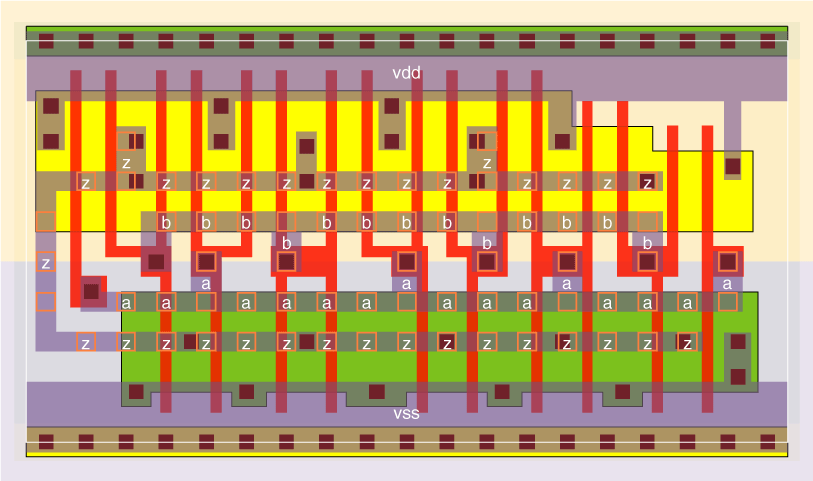 vdd
z z
z z z z z z z z z z z z z
b b b b b b b b b b b
b b b
z
a a a a
a a a a a a a a a a a a a
z z z z z z z z z z z z z z z z
vss